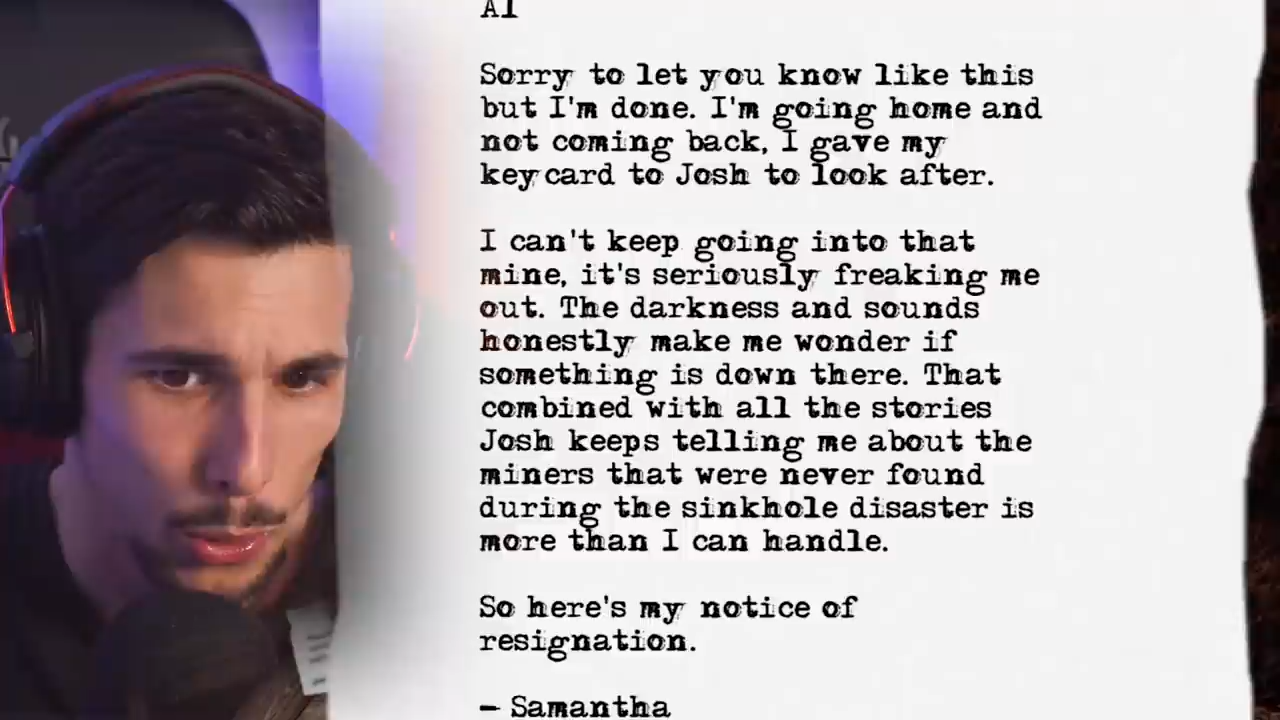 Al
Sorry to let you know like this
but I'm done. I'm going home and
not coming back, I gave my
keycard to Josh to look after.
I can't keep going into that
mine, it's seriously freaking me
out. The darkness and sounds
honestly make me wonder if
something is down there. That
combined with all the stories
Josh keeps telling me about the
miners that were never found
during the sinkhole disaster is
more than I can handle.
So here's my notice of
resignation.
– Samantha